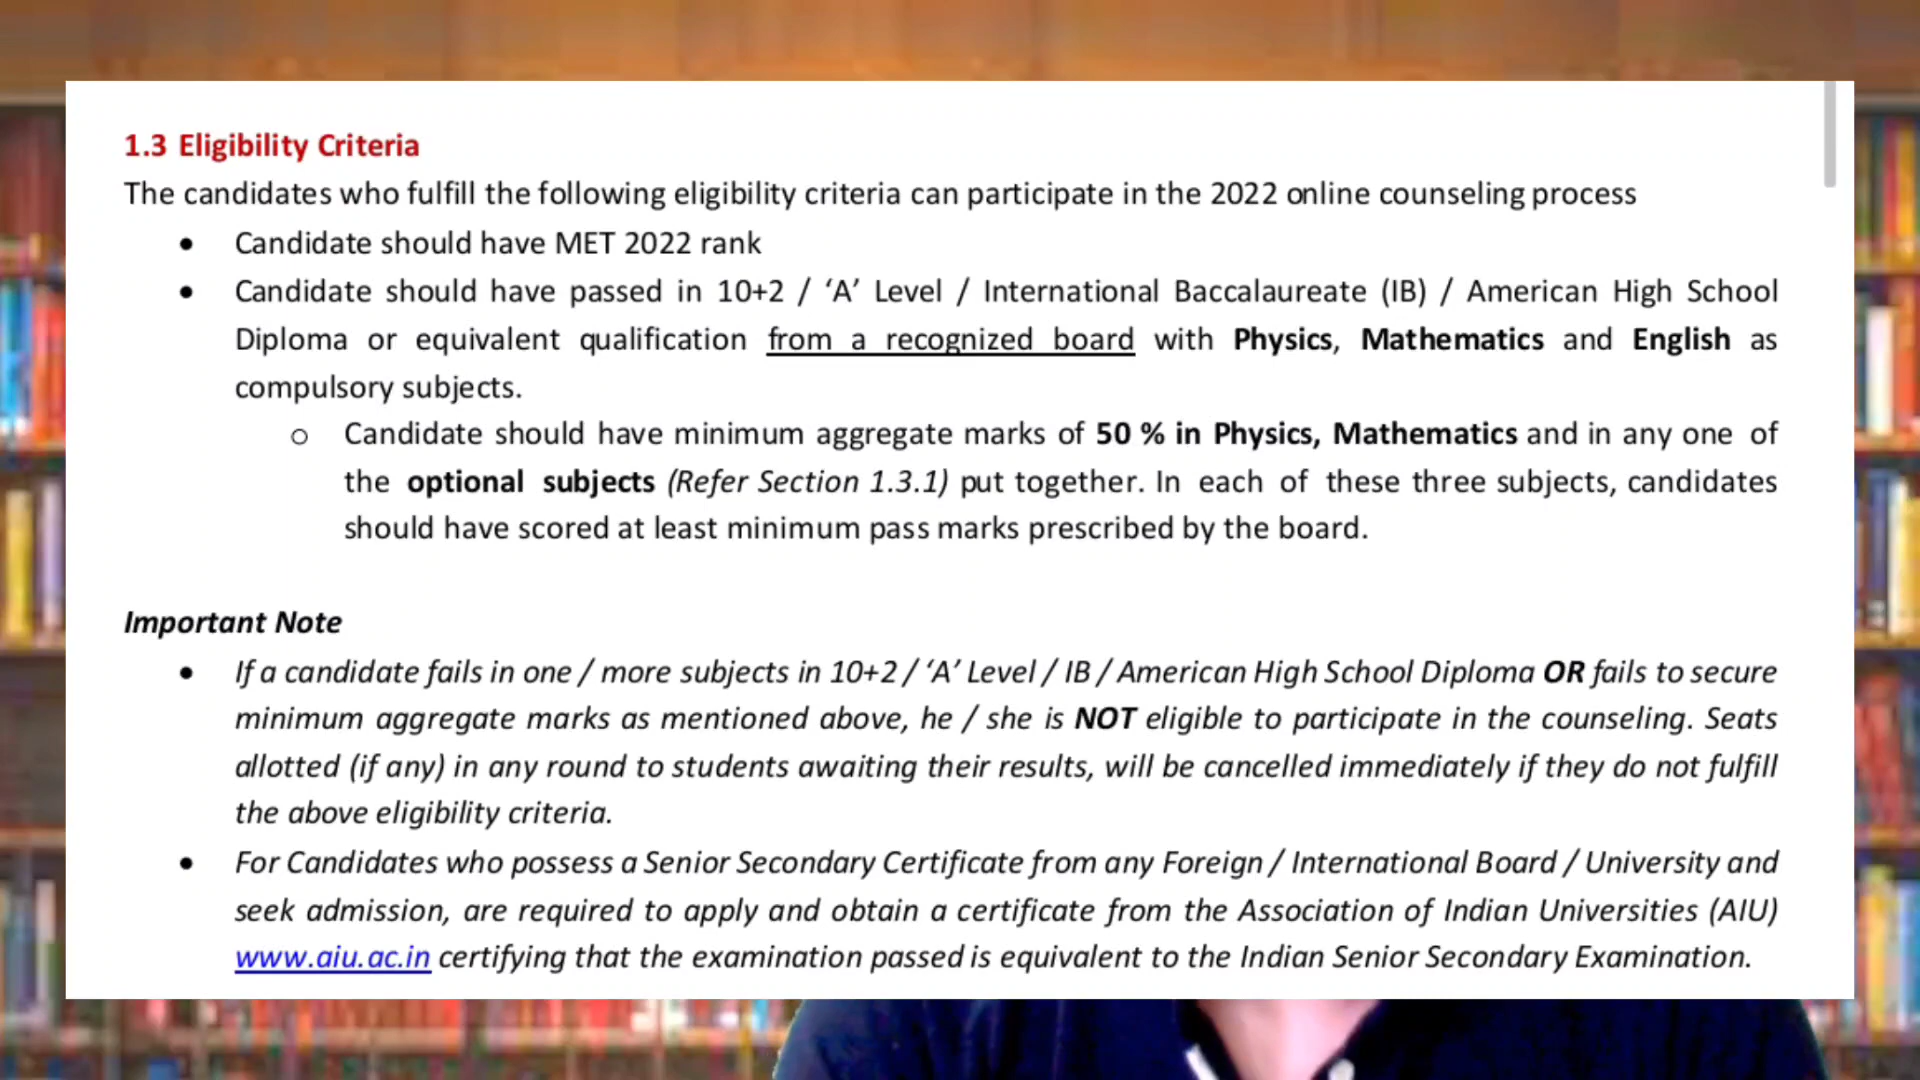 1.3 Eligibility Criteria
The candidates who fulfill the following eligibility criteria can participate in the 2022 online counseling process
• Candidate should have MET 2022 rank
• Candidate should have passed in 10+2 / ‘A’ Level / International Baccalaureate (IB) / American High School
Diploma or equivalent qualification from a recognized board with Physics, Mathematics and English as
compulsory subjects.
o Candidate should have minimum aggregate marks of 50 % in Physics, Mathematics and in any one of
the optional subjects (Refer Section 1.3.1) put together. In each of these three subjects, candidates
should have scored at least minimum pass marks prescribed by the board.
Important Note
• If a candidate fails in one / more subjects in 10+2 / ‘A’ Level / IB / American High School Diploma OR fails to secure
minimum aggregate marks as mentioned above, he / she is NOT eligible to participate in the counseling. Seats
allotted (if any) in any round to students awaiting their results, will be cancelled immediately if they do not fulfill
the above eligibility criteria.
• For Candidates who possess a Senior Secondary Certificate from any Foreign / International Board / University and
seek admission, are required to apply and obtain a certificate from the Association of Indian Universities (AIU)
www.aiu.ac.in certifying that the examination passed is equivalent to the Indian Senior Secondary Examination.